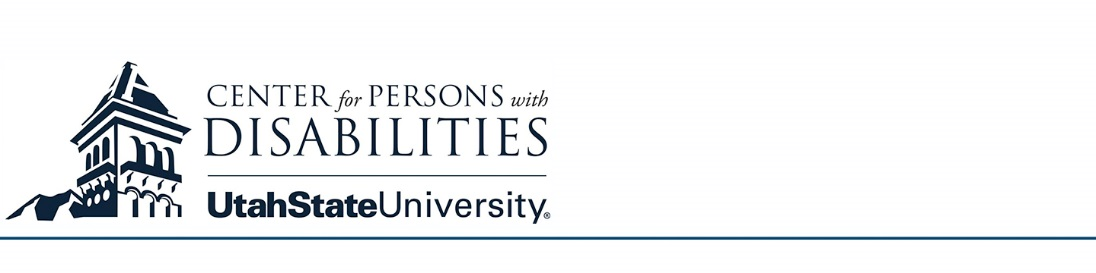 CENTER for PERSONS with
DISABILITIES
UtahStateUniversity®